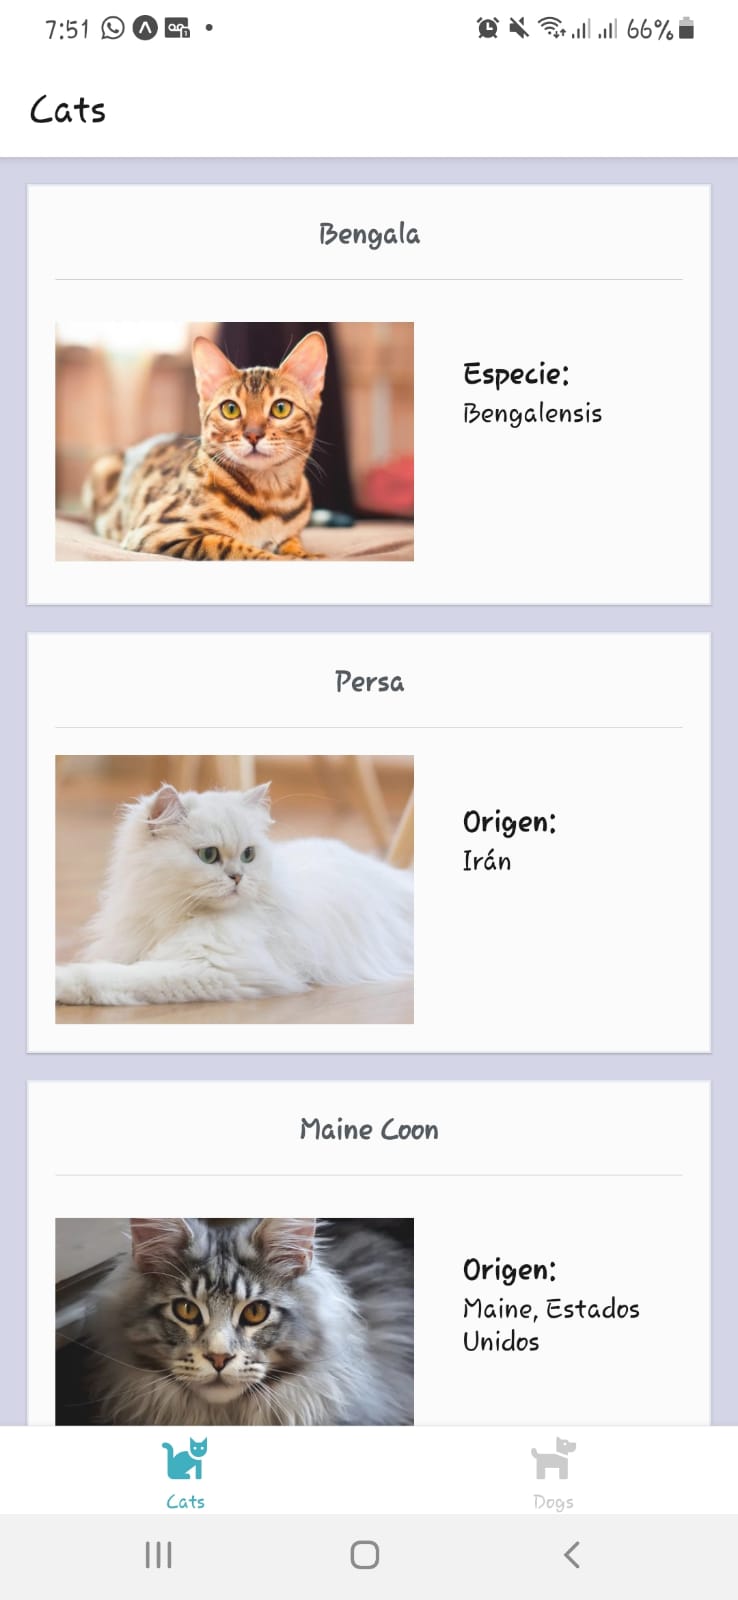 7:51
66%
Cats
Bengala
Especie:
Bengalensis
Persa
Origen:
Irán
Maine Coon
Origen:
Maine, Estados
Unidos
Cats
Dogs